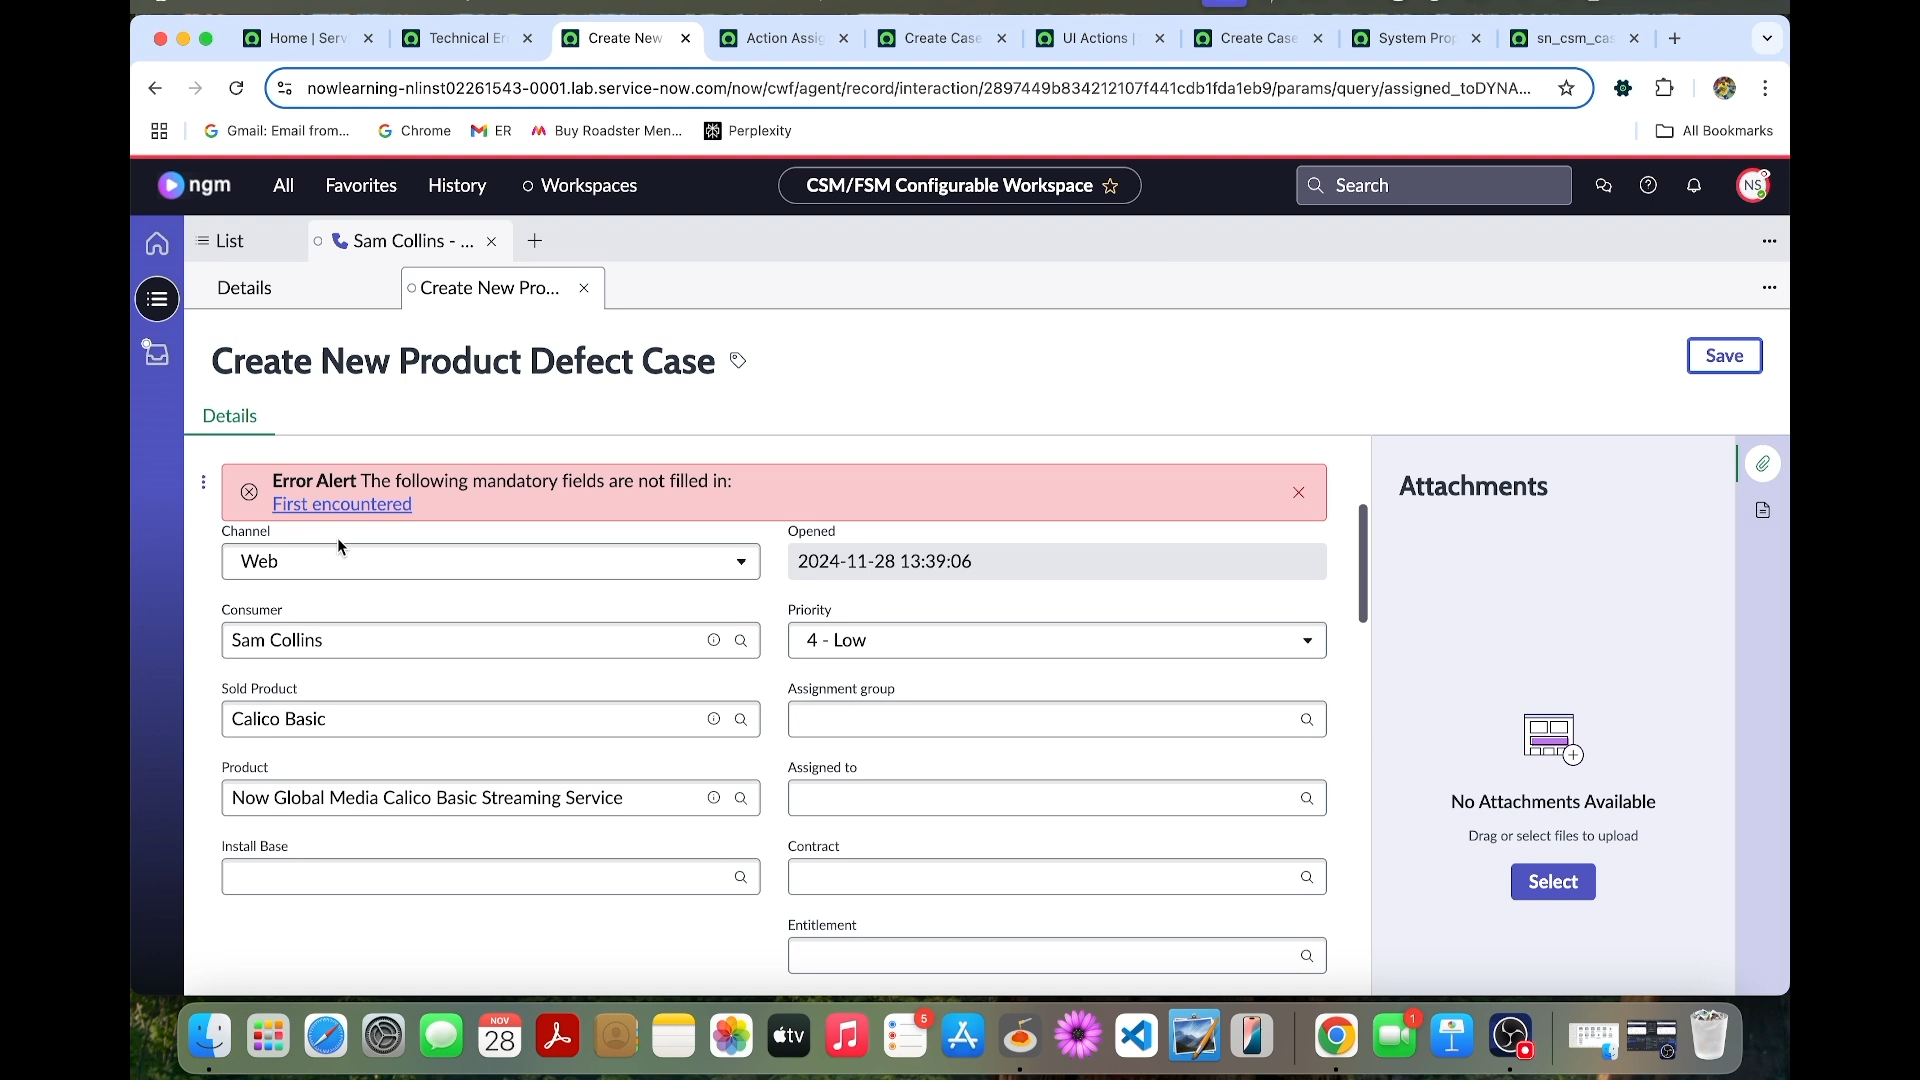 Home | Serv
Technical Er
Create New
Action Assig
Create Case
UI Actions |
Create Case
System Prop
sn_csm_cas
nowlearning-nlinst02261543-0001.lab.service-now.com/now/cwf/agent/record/interaction/2897449b834212107f441cdb1fda1eb9/params/query/assigned_toDYNA...
Gmail: Email from...
Chrome
ER
Buy Roadster Men...
Perplexity
All Bookmarks
ngm
All
Favorites
History
Workspaces
CSM/FSM Configurable Workspace
Search
NS
List
Sam Collins - ...
Details
Create New Pro...
Create New Product Defect Case
Save
Details
Error Alert The following mandatory fields are not filled in:
First encountered
Channel
Web
Opened
2024-11-28 13:39:06
Consumer
Sam Collins
Priority
4 - Low
Sold Product
Calico Basic
Assignment group
Product
Now Global Media Calico Basic Streaming Service
Assigned to
Install Base
Contract
Entitlement
Attachments
No Attachments Available
Drag or select files to upload
Select
NOV
28
tv
5
1